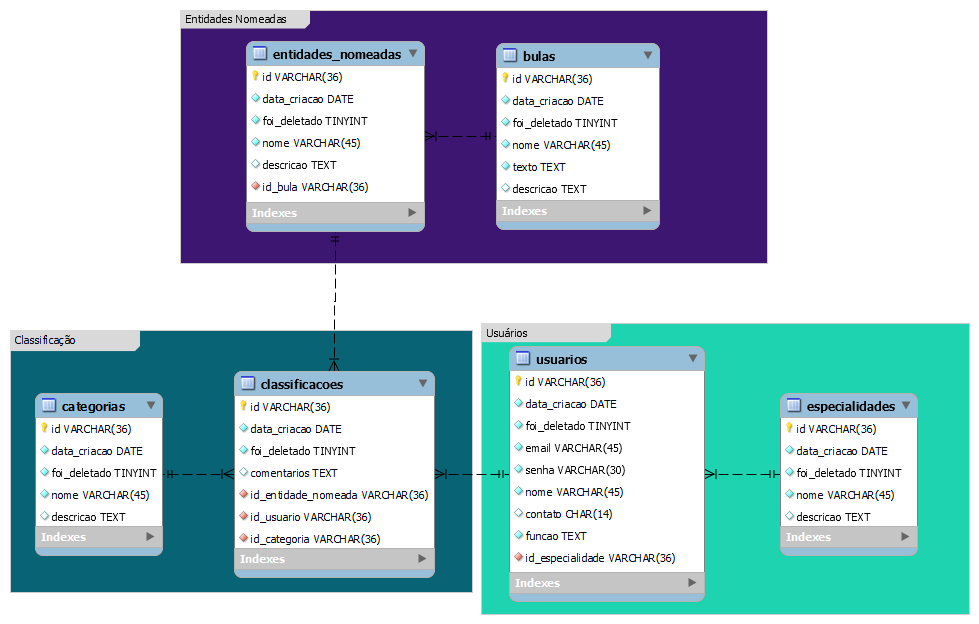 Entidades Nomeadas
entidades_nomeadas
id VARCHAR(36)
data_criacao DATE
foi_deletado TINYINT
nome VARCHAR(45)
descricao TEXT
id_bula VARCHAR(36)
Indexes
bulas
id VARCHAR(36)
data_criacao DATE
foi_deletado TINYINT
nome VARCHAR(45)
texto TEXT
descricao TEXT
Indexes
Classificação
categorias
id VARCHAR(36)
data_criacao DATE
foi_deletado TINYINT
nome VARCHAR(45)
descricao TEXT
Indexes
classificacoes
id VARCHAR(36)
data_criacao DATE
foi_deletado TINYINT
comentarios TEXT
id_entidade_nomeada VARCHAR(36)
id_usuario VARCHAR(36)
id_categoria VARCHAR(36)
Indexes
Usuários
usuarios
id VARCHAR(36)
data_criacao DATE
foi_deletado TINYINT
email VARCHAR(45)
senha VARCHAR(30)
nome VARCHAR(45)
contato CHAR(14)
funcao TEXT
id_especialidade VARCHAR(36)
Indexes
especialidades
id VARCHAR(36)
data_criacao DATE
foi_deletado TINYINT
nome VARCHAR(45)
descricao TEXT
Indexes